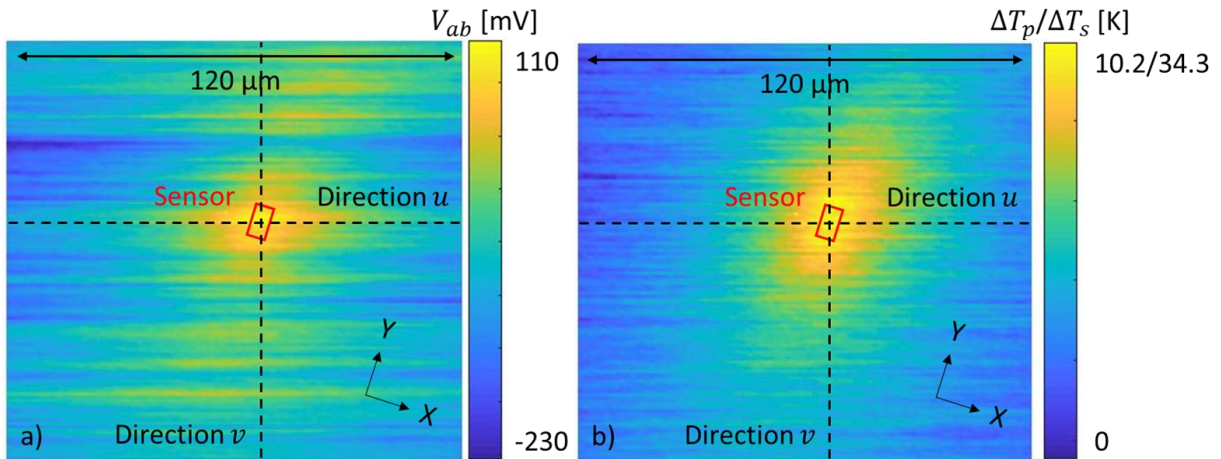 V_ab [mV]
120 μm
110
Sensor
Direction u
Y
X
a)
Direction v
-230
ΔT_p/ΔT_s [K]
120 μm
10.2/34.3
Sensor
Direction u
Y
X
b)
Direction v
0